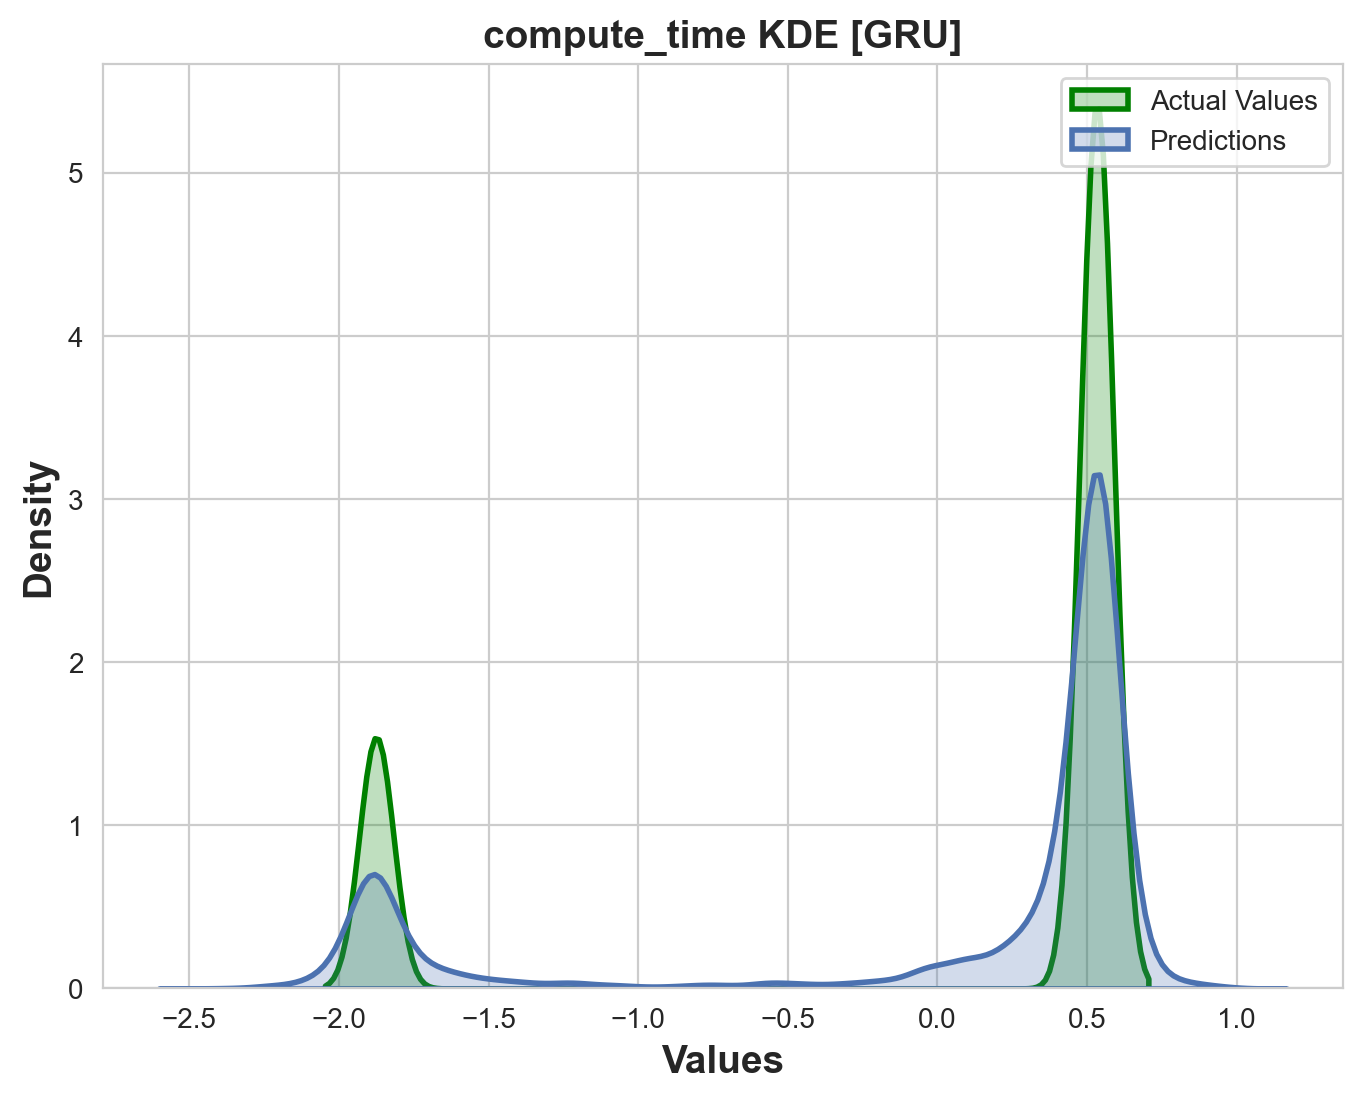 compute_time KDE [GRU]
Actual Values
Predictions
Density
5
4
3
2
1
0
−2.5 −2.0 −1.5 −1.0 −0.5 0.0 0.5 1.0
Values